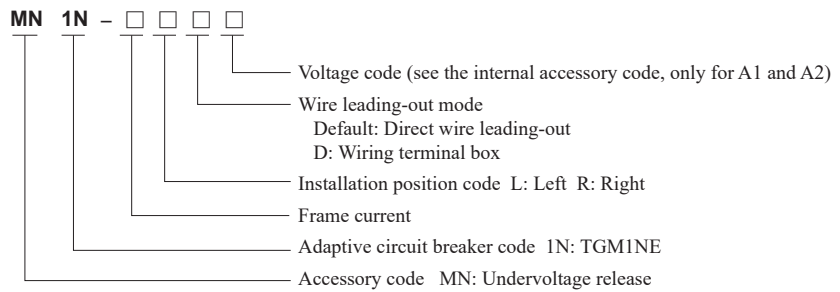 MN 1N – □ □ □ □
Voltage code (see the internal accessory code, only for A1 and A2)
Wire leading-out mode
Default: Direct wire leading-out
D: Wiring terminal box
Installation position code L: Left R: Right
Frame current
Adaptive circuit breaker code 1N: TGM1NE
Accessory code MN: Undervoltage release